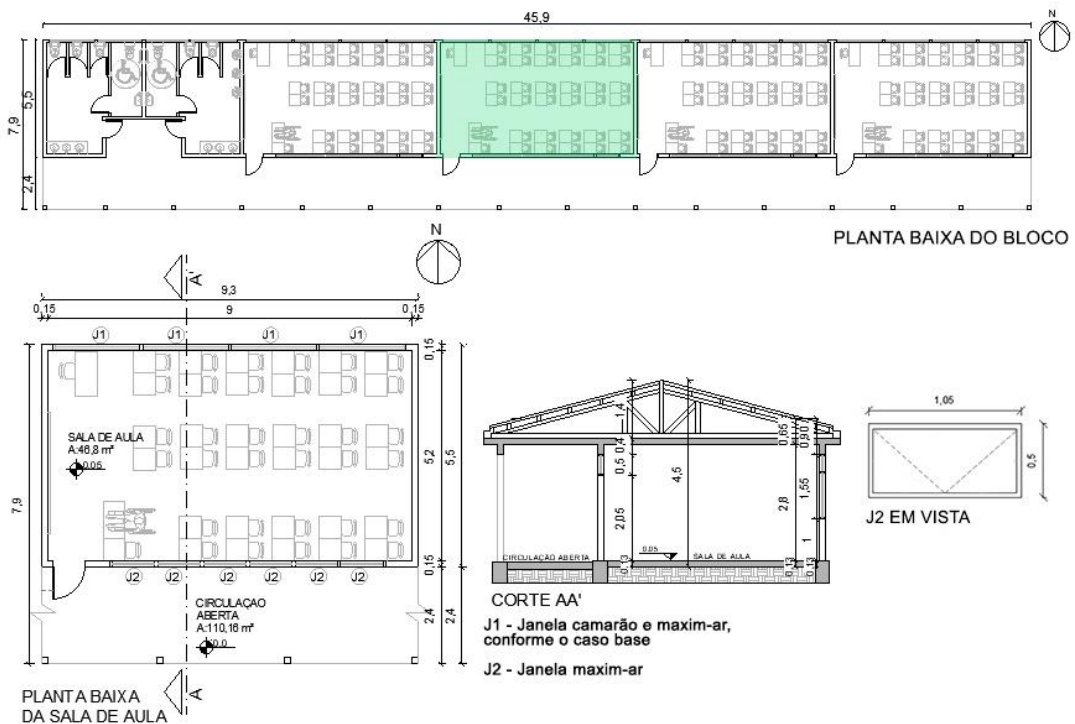 45,9
N
5,5
7,9
2,4
PLANTA BAIXA DO BLOCO
N
A'
9,3
0,15 9 0,15
J1 J1 J1 J1
0,15
SALA DE AULA
A:46,8 m²
0.05
5,2
5,5
7,9
0,15
J2 J2 J2 J2 J2 J2
CIRCULAÇAO
ABERTA
A:110,16 m²
0.0
2,4
2,4
A
PLANTA BAIXA
DA SALA DE AULA
1,4
0,4
0,5
2,05
0,13
4,5
0,65
2,8
0,13
1,55
1
0,13
0.05
CIRCULAÇÃO ABERTA
SALA DE AULA
CORTE AA'
J1 - Janela camarão e maxim-ar,
conforme o caso base
J2 - Janela maxim-ar
1,05
0,5
J2 EM VISTA